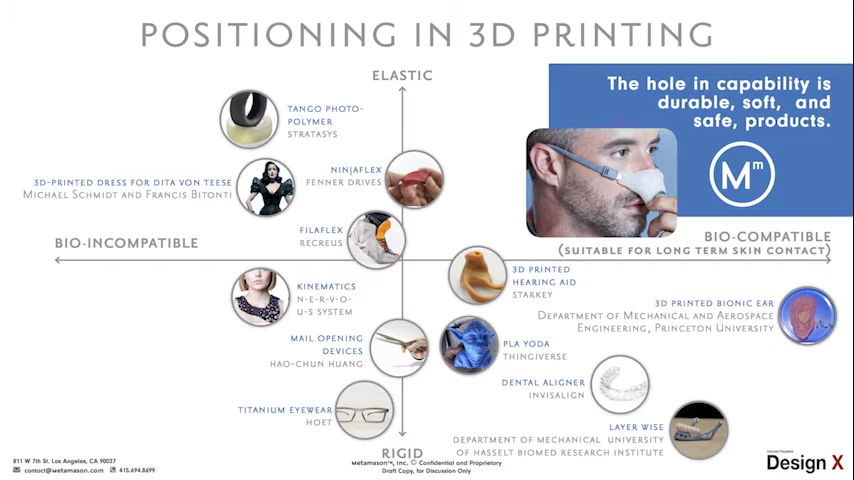 POSITIONING IN 3D PRINTING
ELASTIC
The hole in capability is
durable, soft, and
safe, products.
Mm
TANGO PHOTO-
POLYMER
STRATASYS
3D-PRINTED DRESS FOR DITA VON TEESE
MICHAEL SCHMIDT AND FRANCIS BITONTI
NINJAFLEX
FENNER DRIVES
FILAFLEX
RECREUS
BIO-INCOMPATIBLE
BIO-COMPATIBLE
(SUITABLE FOR LONG TERM SKIN CONTACT)
3D PRINTED
HEARING AID
STARKEY
KINEMATICS
N-E-R-V-O-
U-S SYSTEM
3D PRINTED BIONIC EAR
DEPARTMENT OF MECHANICAL AND AEROSPACE
ENGINEERING, PRINCETON UNIVERSITY
MAIL OPENING
DEVICES
HAO-CHUN HUANG
PLA YODA
THINGIVERSE
DENTAL ALIGNER
INVISALIGN
TITANIUM EYEWEAR
HOET
LAYER WISE
DEPARTMENT OF MECHANICAL UNIVERSITY
OF HASSELT BIOMED RESEARCH INSTITUTE
RIGID
811 W 7th St. Los Angeles, CA 90027
contact@metamason.com 415.694.8699
Metamason™, Inc. © Confidential and Proprietary
Draft Copy, for Discussion Only
Design X